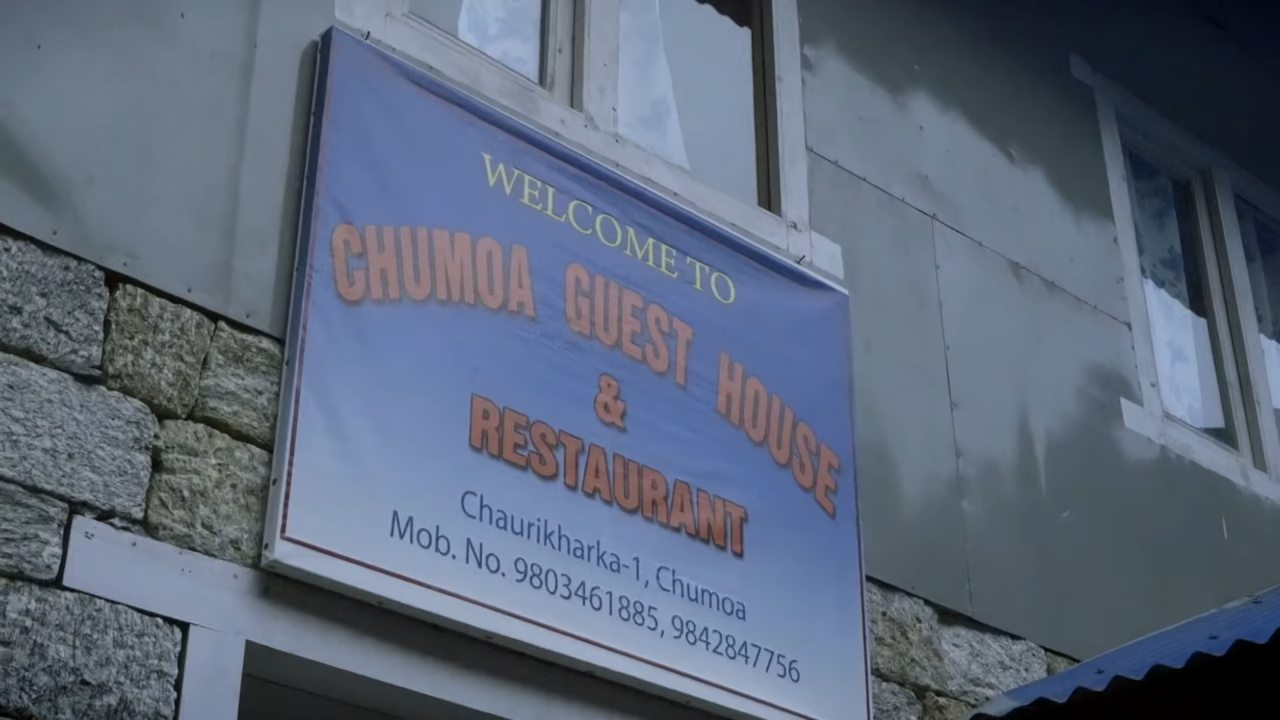 WELCOME TO
CHUMOA GUEST HOUSE
&
RESTAURANT
Chaurikharka-1, Chumoa
Mob. No. 9803461885, 9842847756